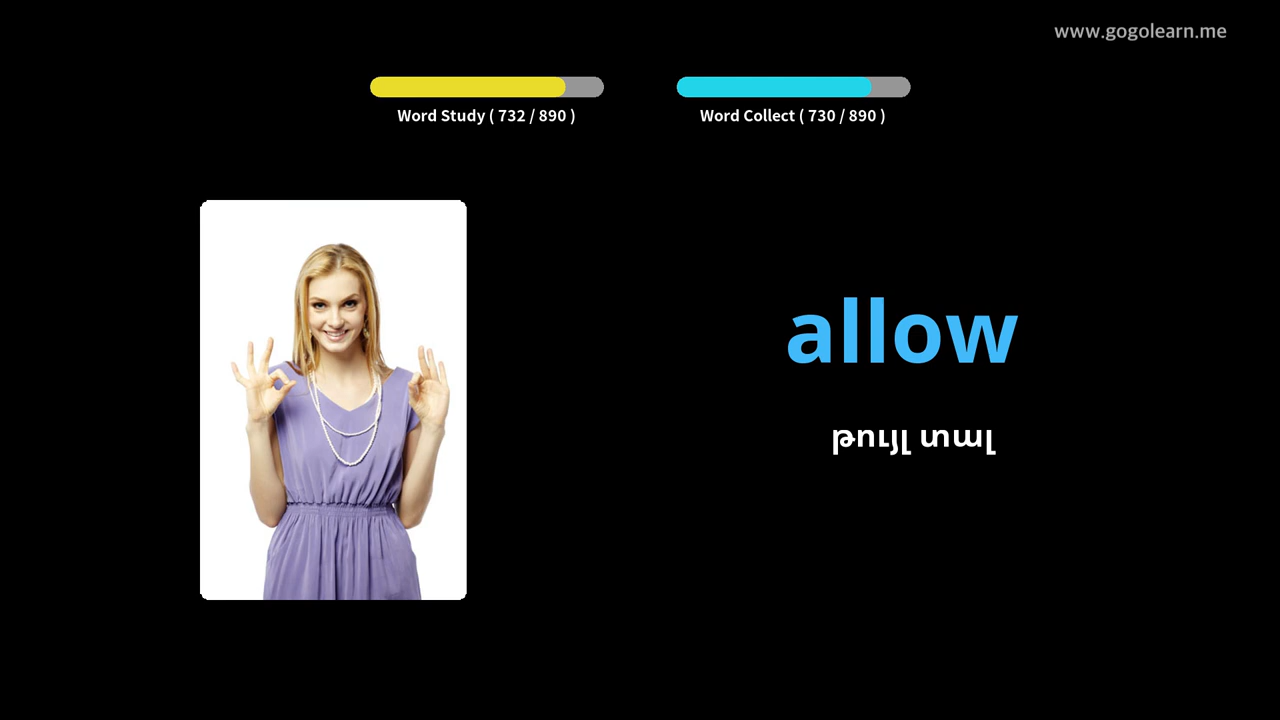 www.gogolearn.me
Word Study ( 732 / 890 )
Word Collect ( 730 / 890 )
allow
թույլ տալ